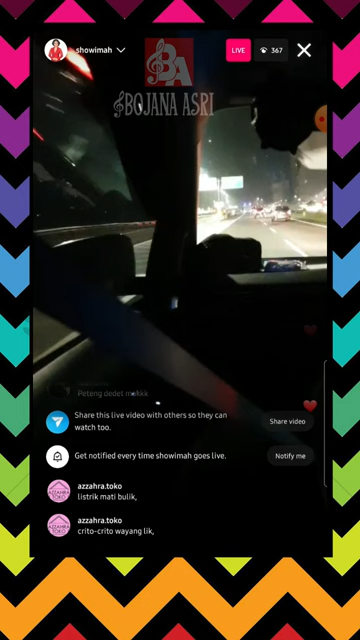 showimah
LIVE
367
BA
BOJANA ASRI
Peteng dedet
Share this live video with others so they can
watch too.
Share video
Get notified every time showimah goes live.
Notify me
azzahra.toko
listrik mati bulik,
azzahra.toko
crito-crito wayang lik,